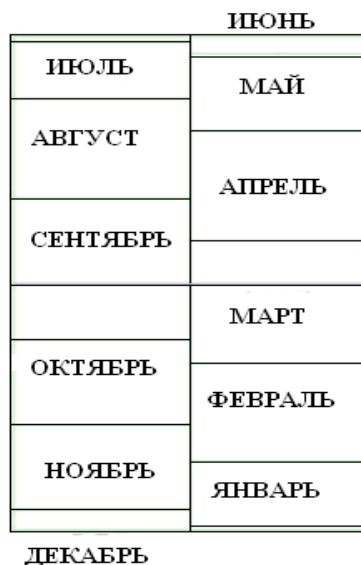 ИЮНЬ
ИЮЛЬ
МАЙ
АВГУСТ
АПРЕЛЬ
СЕНТЯБРЬ
МАРТ
ОКТЯБРЬ
ФЕВРАЛЬ
НОЯБРЬ
ЯНВАРЬ
ДЕКАБРЬ